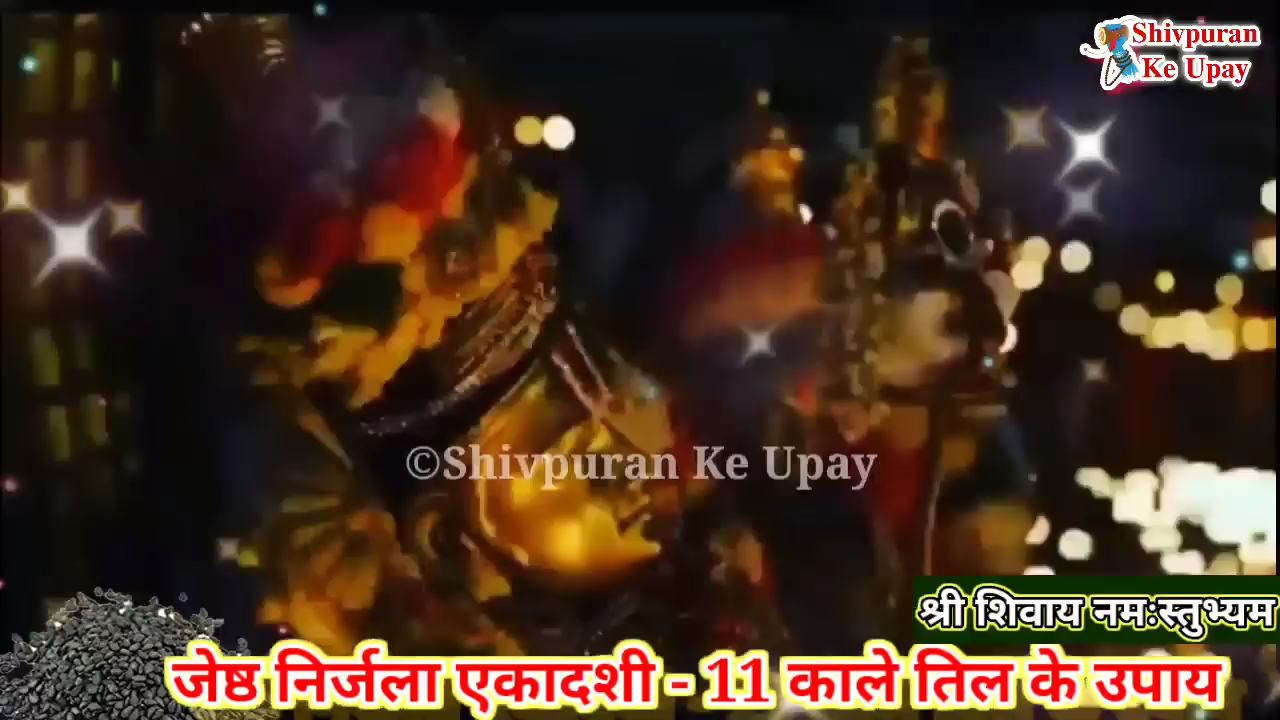 Shivpuran
Ke Upay
©Shivpuran Ke Upay
श्री शिवाय नमःस्तुभ्यम
जेष्ठ निर्जला एकादशी - 11 काले तिल के उपाय